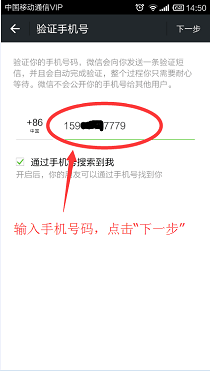 中国移动通信VIP 14:50
验证手机号 下一步
验证你的手机号码，微信会向你发送一条验证短
信，并且会自动完成验证，整个过程你只需要耐心
等待。微信不会公开你的手机号给其他用户。
+86 159 7779
中国
通过手机号搜索到我
开启后，你的朋友可以通过手机号找到你
输入手机号码，点击“下一步”